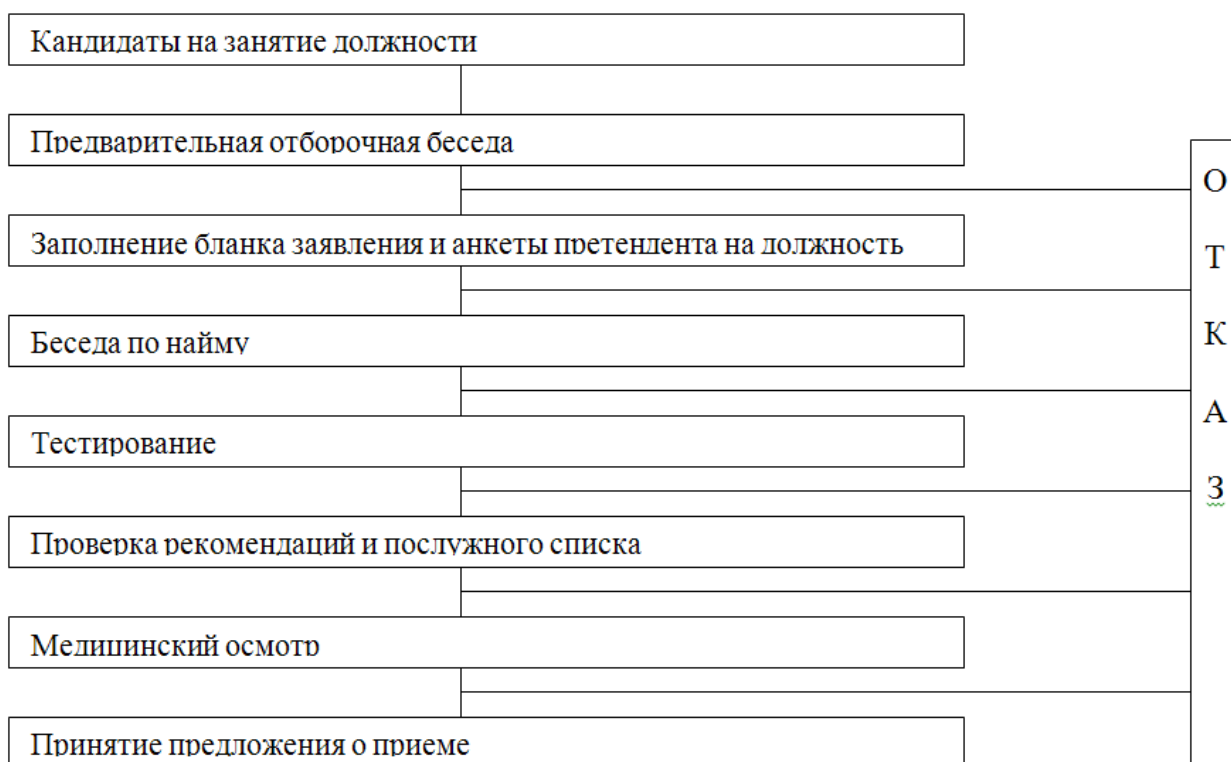 Кандидаты на занятие должности
Предварительная отборочная беседа
Заполнение бланка заявления и анкеты претендента на должность
Беседа по найму
Тестирование
Проверка рекомендаций и послужного списка
Медицинский осмотр
Принятие предложения о приеме
О
Т
К
А
З